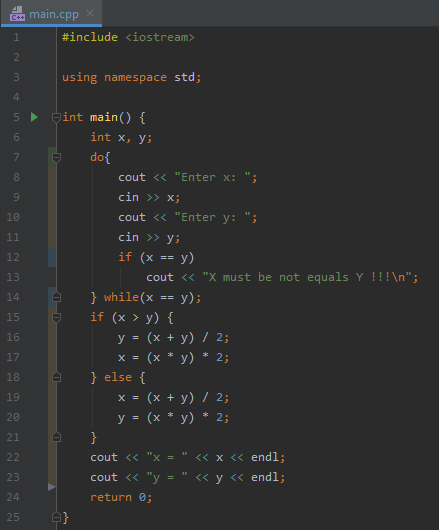 main.cpp
1 #include <iostream>
2
3 using namespace std;
4
5 int main() {
6     int x, y;
7     do{
8         cout << "Enter x: ";
9         cin >> x;
10         cout << "Enter y: ";
11         cin >> y;
12         if (x == y)
13             cout << "X must be not equals Y !!!\n";
14     } while(x == y);
15     if (x > y) {
16         y = (x + y) / 2;
17         x = (x * y) * 2;
18     } else {
19         x = (x + y) / 2;
20         y = (x * y) * 2;
21     }
22     cout << "x = " << x << endl;
23     cout << "y = " << y << endl;
24     return 0;
25 }